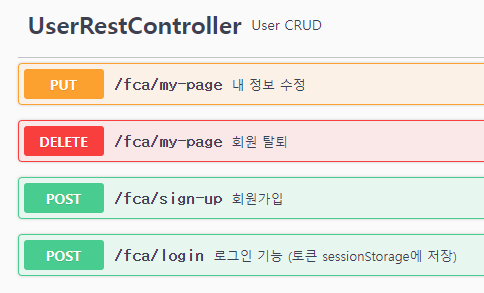 UserRestController User CRUD
PUT /fca/my-page 내 정보 수정
DELETE /fca/my-page 회원 탈퇴
POST /fca/sign-up 회원가입
POST /fca/login 로그인 기능 (토큰 sessionStorage에 저장)